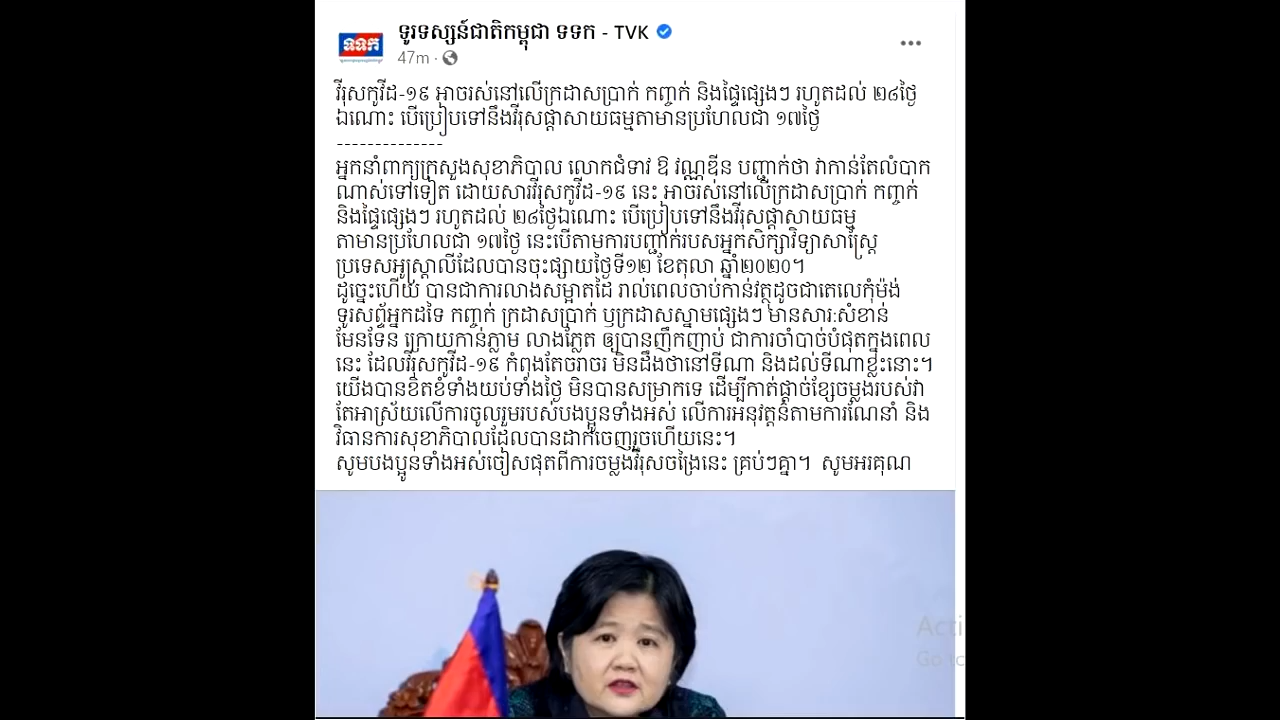 ទូរទស្សន៍ជាតិកម្ពុជា ទទក - TVK
ទទក
47m ·
វីរុសកូវីដ-១៩ អាចរស់នៅលើក្រដាសប្រាក់ កញ្ចក់ និងផ្ទៃផ្សេងៗ រហូតដល់ ២៨ថ្ងៃ
ឯណោះ បើប្រៀបទៅនឹងវីរុសផ្តាសាយធម្មតាមានប្រហែលជា ១៧ថ្ងៃ
--------------
អ្នកនាំពាក្យក្រសួងសុខាភិបាល លោកជំទាវ ឱ វណ្ណឌីន បញ្ជាក់ថា វាកាន់តែលំបាក
ណាស់ទៅទៀត ដោយសារវីរុសកូវីដ-១៩ នេះ អាចរស់នៅលើក្រដាសប្រាក់ កញ្ចក់
និងផ្ទៃផ្សេងៗ រហូតដល់ ២៨ថ្ងៃឯណោះ បើប្រៀបទៅនឹងវីរុសផ្តាសាយធម្ម
តាមានប្រហែលជា ១៧ថ្ងៃ នេះបើតាមការបញ្ជាក់របសអ្នកសិក្សាវិទ្យាសាស្ត្រ
ប្រទេសអូស្ត្រាលីដែលបានចុះផ្សាយថ្ងៃទី១២ ខែតុលា ឆ្នាំ២០២០។
ដូច្នេះហើយ បានជាការលាងសម្អាតដៃ រាល់ពេលចាប់កាន់វត្ថុដូចជាតេលេកុំម៉ង់
ទូរសព្ទ័អ្នកដទៃ កញ្ចក់ ក្រដាសប្រាក់ ឫក្រដាសស្នាមផ្សេងៗ មានសារៈសំខាន់
មែនទែន ក្រោយកាន់ភ្លាម លាងភ្លែត ឲ្យបានញឹកញាប់ ជាការចាំបាច់បំផុតក្នុងពេល
នេះ ដែលវីរុសកូវីដ-១៩ កំពុងតែចរាចរ មិនដឹងថានៅទីណា និងដល់ទីណាខ្លះនោះ។
យើងបានខិតខំទាំងយប់ទាំងថ្ងៃ មិនបានសម្រាកទេ ដើម្បីកាត់ផ្តាច់ខ្សែចម្លងរបស់វា
តែអាស្រ័យលើការចូលរួមរបស់បងប្អូនទាំងអស់ លើការអនុវត្តន៍តាមការណែនាំ និង
វិធានការសុខាភិបាលដែលបានដាក់ចេញរួចហើយនេះ។
សូមបងប្អូនទាំងអស់ចៀសផុតពីការចម្លងវីរុសចង្រៃនេះ គ្រប់ៗគ្នា។ សូមអរគុណ
Acti
Go to